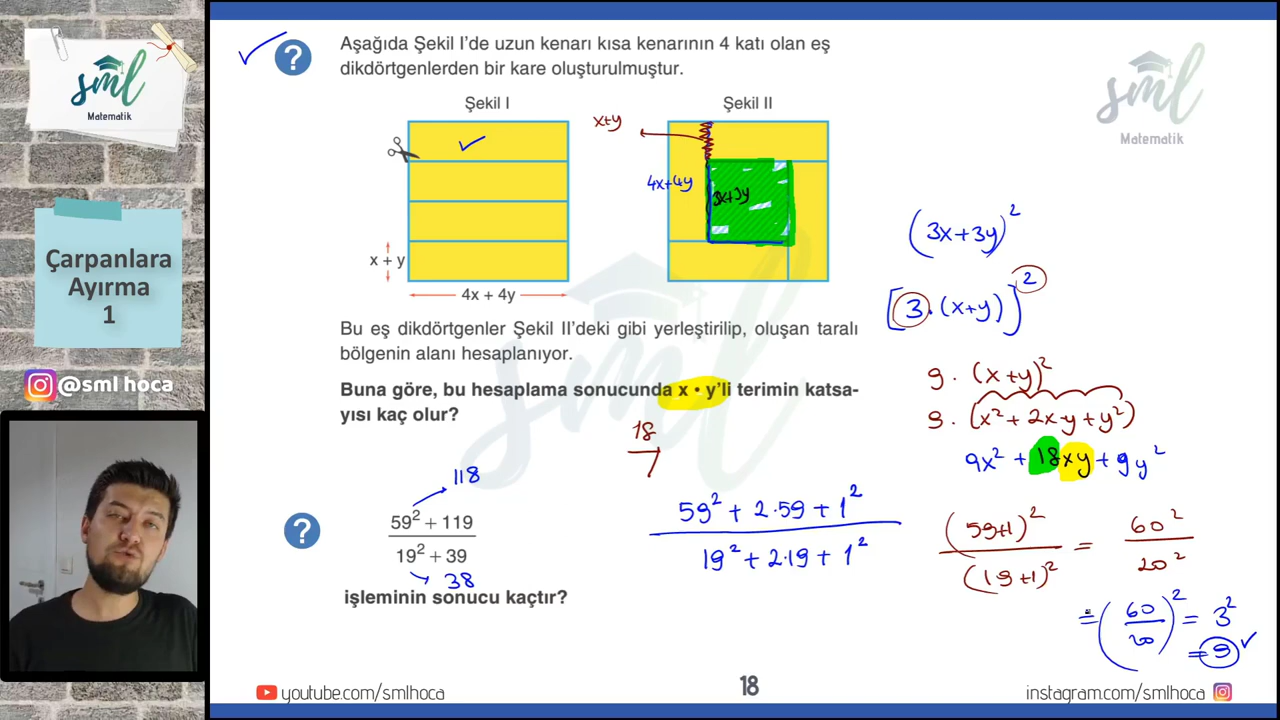 sml
Matematik
Çarpanlara
Ayırma
1
@sml hoca
? Aşağıda Şekil I'de uzun kenarı kısa kenarının 4 katı olan eş
dikdörtgenlerden bir kare oluşturulmuştur.
Şekil I
Şekil II
x+y
4x+4y
3x+3y
x + y
4x + 4y
Bu eş dikdörtgenler Şekil II'deki gibi yerleştirilip, oluşan taralı
bölgenin alanı hesaplanıyor.
Buna göre, bu hesaplama sonucunda x • y'li terimin katsa-
yısı kaç olur?
18
sml
Matematik
(3x+3y)²
[3·(x+y)]²
9·(x+y)²
9·(x²+2x·y+y²)
9x²+18xy+9y²
?
118
59² + 119
19² + 39
38
işleminin sonucu kaçtır?
59²+2·59+1²
19²+2·19+1²
(59+1)²
(19+1)²
= 60²
20²
= (60
20)² = 3²
= 9
sml
youtube.com/smlhoca
18
instagram.com/smlhoca